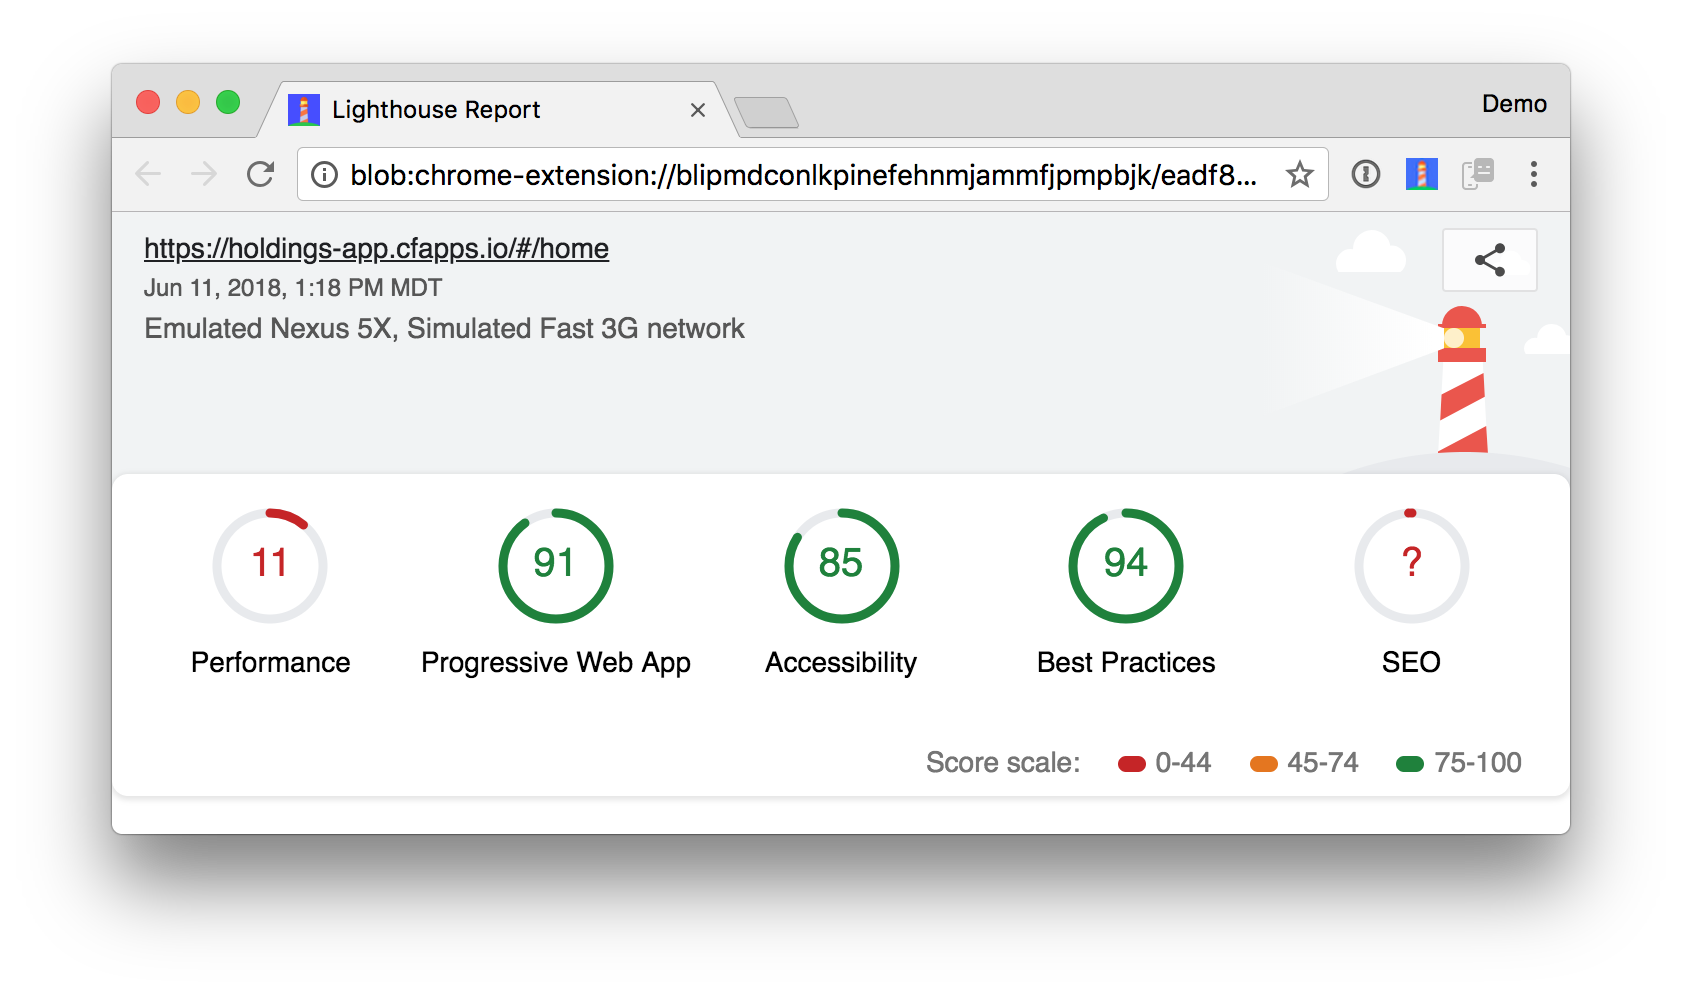 Lighthouse Report
Demo
blob:chrome-extension://blipmdconlkpinefehnmjammfjpmpbjk/eadf8...
https://holdings-app.cfapps.io/#/home
Jun 11, 2018, 1:18 PM MDT
Emulated Nexus 5X, Simulated Fast 3G network
11 91 85 94 ?
Performance Progressive Web App Accessibility Best Practices SEO
Score scale: 0-44 45-74 75-100